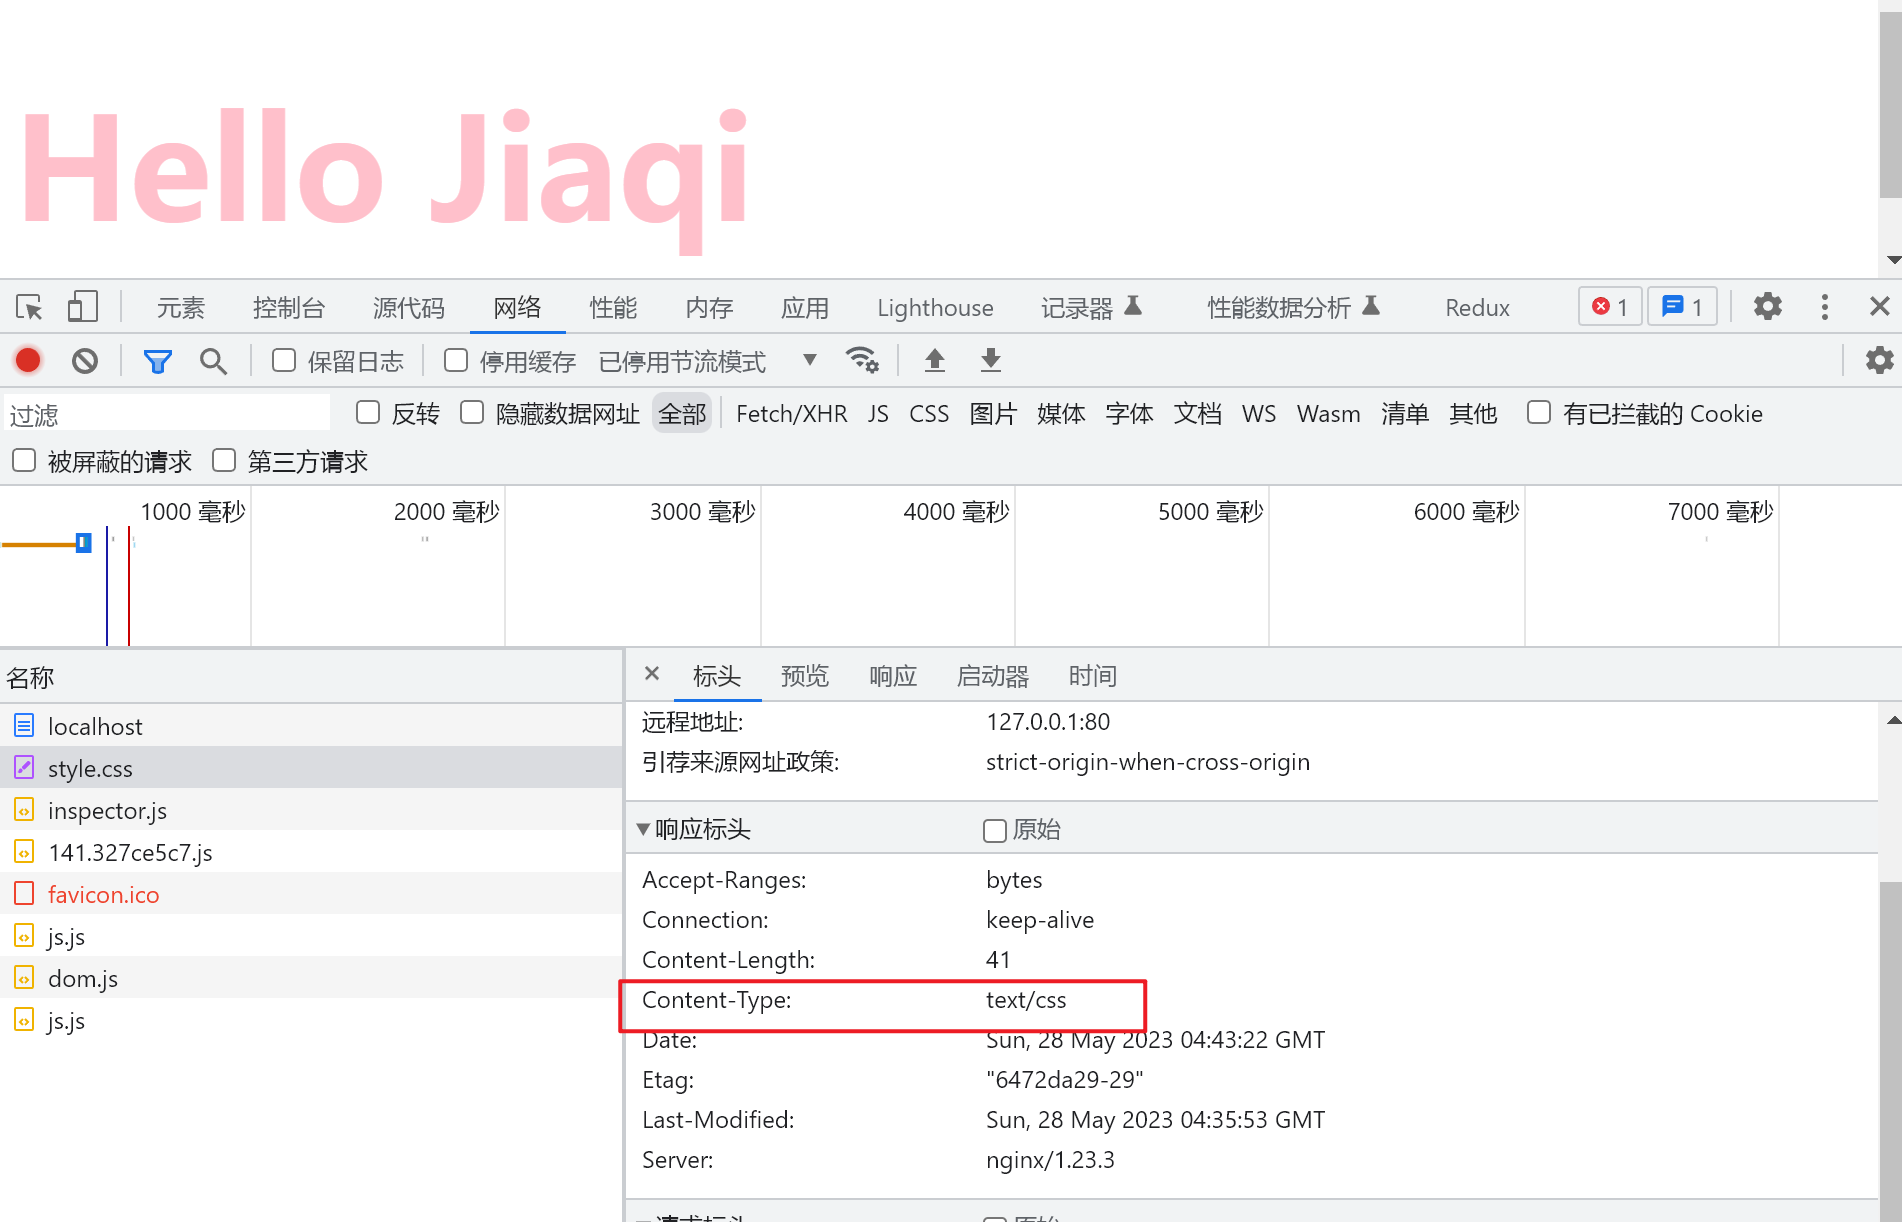 Hello Jiaqi
元素 控制台 源代码 网络 性能 内存 应用 Lighthouse 记录器 性能数据分析 Redux 1 1
保留日志 停用缓存 已停用节流模式
过滤 反转 隐藏数据网址 全部 Fetch/XHR JS CSS 图片 媒体 字体 文档 WS Wasm 清单 其他 有已拦截的 Cookie
被屏蔽的请求 第三方请求
1000 毫秒 2000 毫秒 3000 毫秒 4000 毫秒 5000 毫秒 6000 毫秒 7000 毫秒
名称
localhost
style.css
inspector.js
141.327ce5c7.js
favicon.ico
js.js
dom.js
js.js
标头 预览 响应 启动器 时间
远程地址: 127.0.0.1:80
引荐来源网址政策: strict-origin-when-cross-origin
响应标头 原始
Accept-Ranges: bytes
Connection: keep-alive
Content-Length: 41
Content-Type: text/css
Date: Sun, 28 May 2023 04:43:22 GMT
Etag: "6472da29-29"
Last-Modified: Sun, 28 May 2023 04:35:53 GMT
Server: nginx/1.23.3